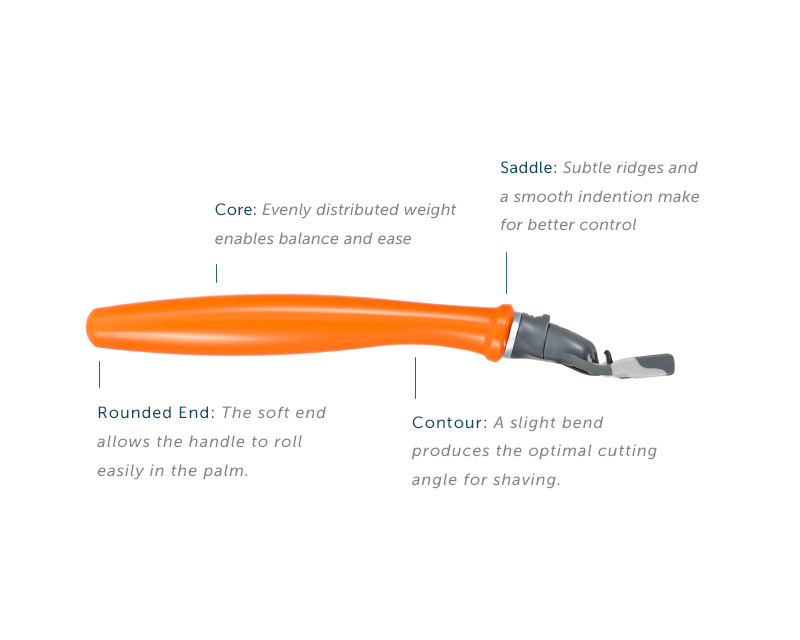 Saddle: Subtle ridges and
a smooth indention make
for better control
Core: Evenly distributed weight
enables balance and ease
Rounded End: The soft end
allows the handle to roll
easily in the palm.
Contour: A slight bend
produces the optimal cutting
angle for shaving.